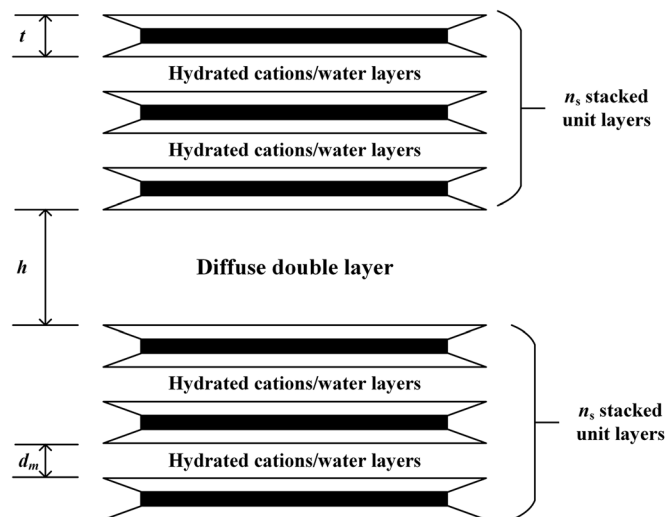 t
Hydrated cations/water layers
n_s stacked
unit layers
Hydrated cations/water layers
h
Diffuse double layer
Hydrated cations/water layers
n_s stacked
unit layers
d_m
Hydrated cations/water layers